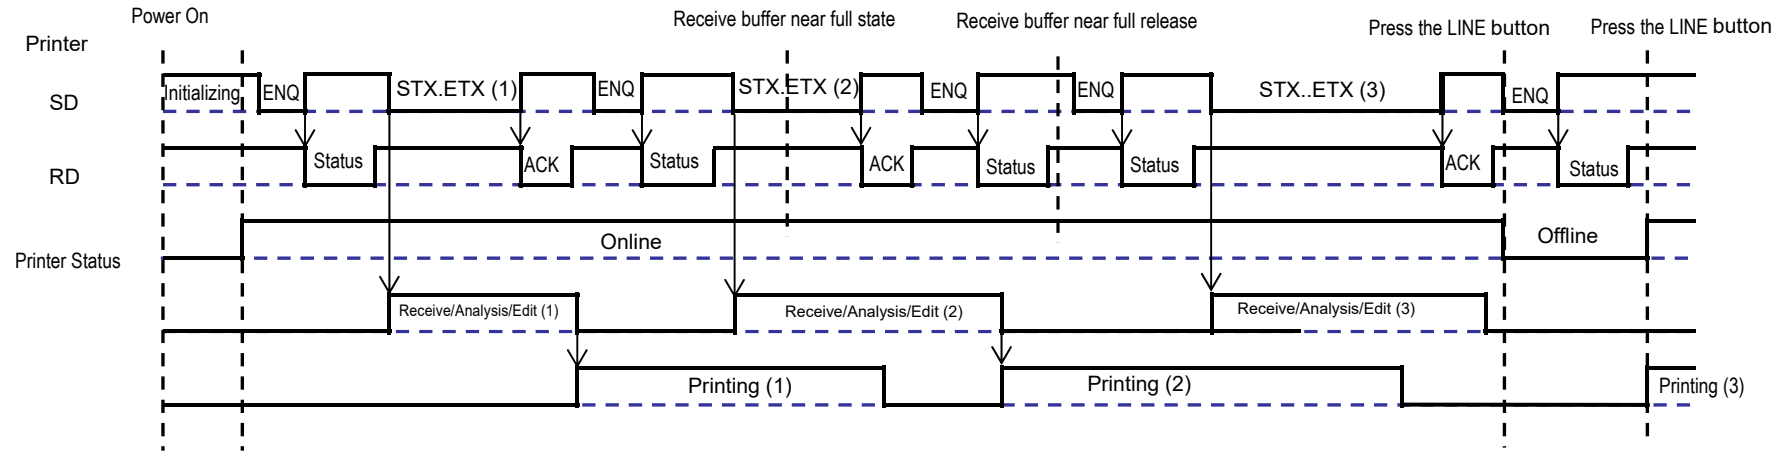 Power On
Receive buffer near full state
Receive buffer near full release
Press the LINE button
Press the LINE button
Printer
SD
Initializing
ENQ
STX.ETX (1)
ENQ
STX.ETX (2)
ENQ
ENQ
STX..ETX (3)
ENQ
RD
Status
ACK
Status
ACK
Status
Status
ACK
Status
Printer Status
Online
Offline
Receive/Analysis/Edit (1)
Receive/Analysis/Edit (2)
Receive/Analysis/Edit (3)
Printing (1)
Printing (2)
Printing (3)